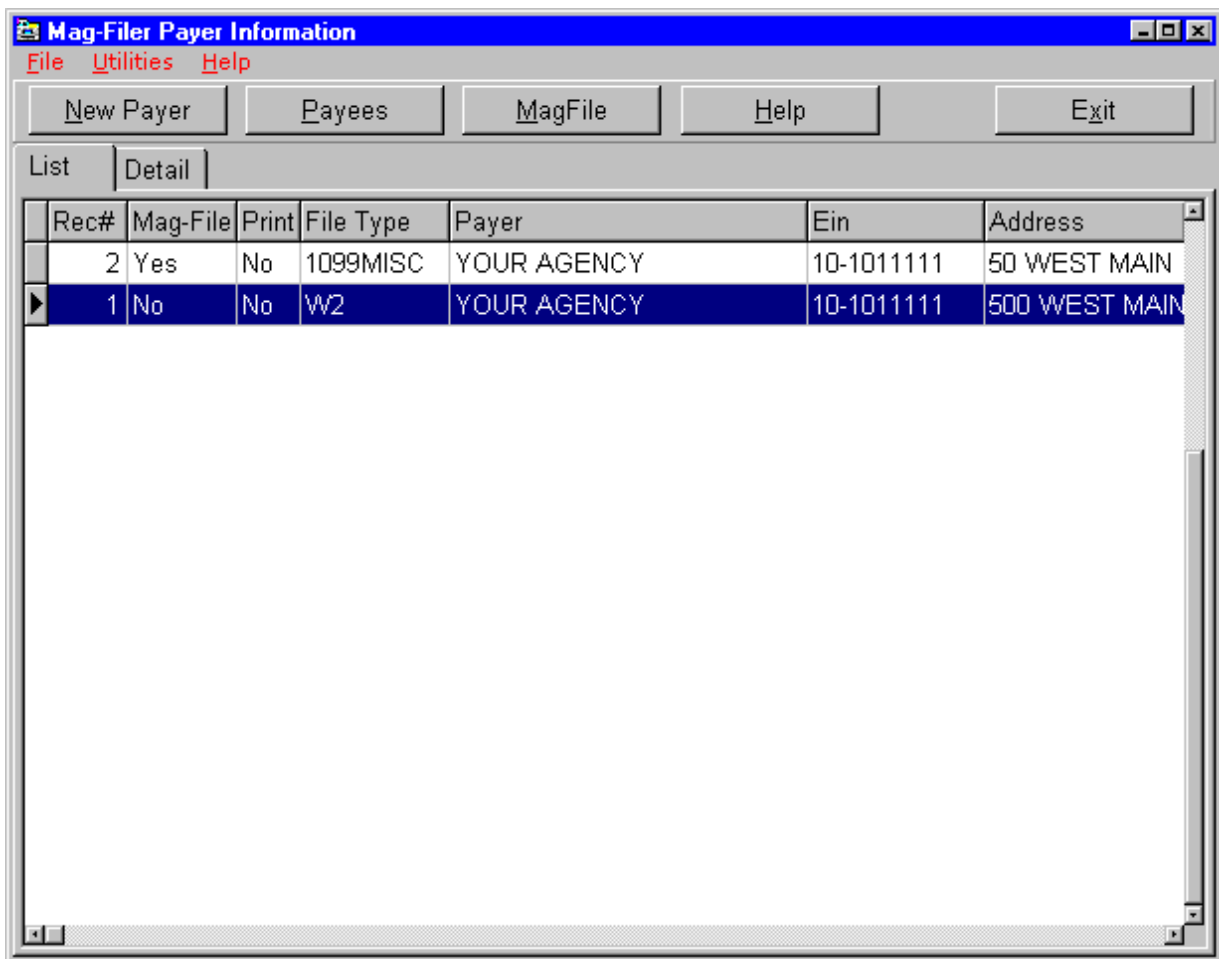 Mag-Filer Payer Information
File Utilities Help
New Payer Payees MagFile Help Exit
List Detail
Rec# Mag-File Print File Type Payer Ein Address
2 Yes No 1099MISC YOUR AGENCY 10-1011111 50 WEST MAIN
1 No No W2 YOUR AGENCY 10-1011111 500 WEST MAIN